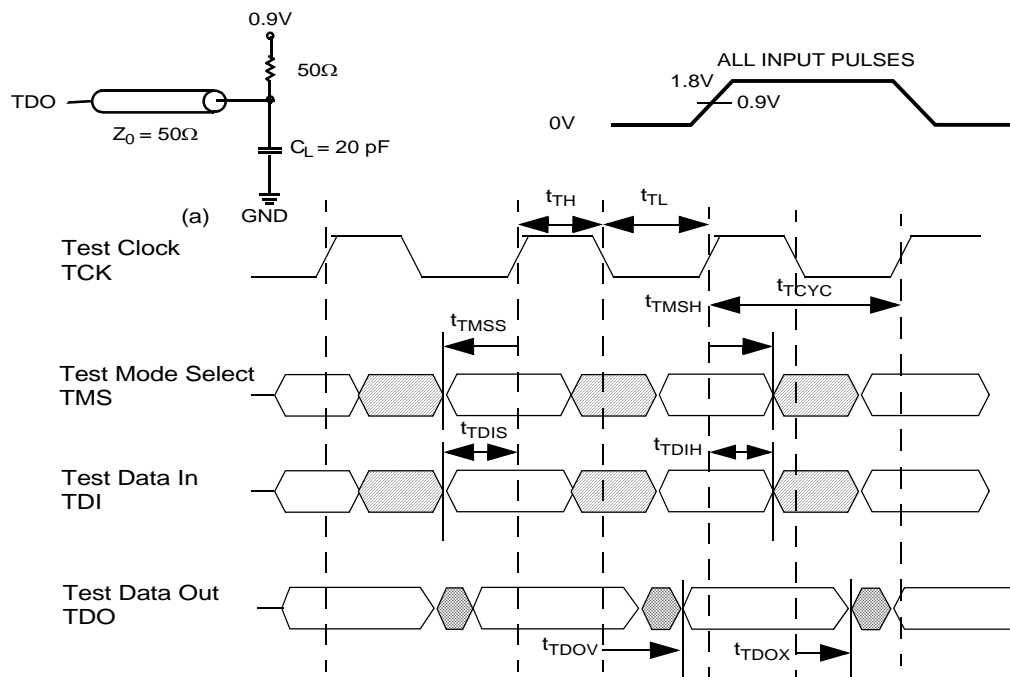 0.9V
50Ω
TDO
Z0 = 50Ω
CL = 20 pF
(a)
GND
ALL INPUT PULSES
1.8V
0.9V
0V
tTH
tTL
Test Clock
TCK
tTMSH
tTCYC
tTMSS
Test Mode Select
TMS
tTDIS
tTDIH
Test Data In
TDI
Test Data Out
TDO
tTDOV
tTDOX